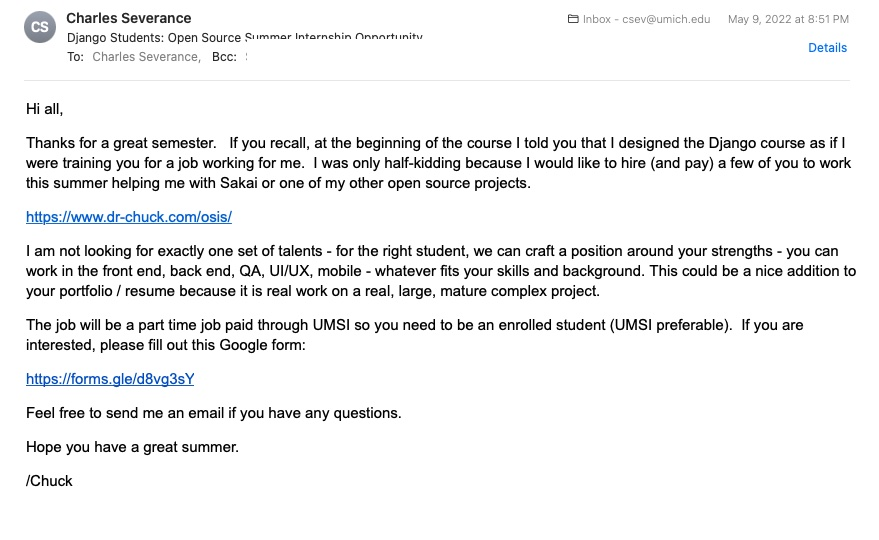 CS
Charles Severance
Inbox - csev@umich.edu May 9, 2022 at 8:51 PM
Django Students: Open Source Summer Internship Opportunity
Details
To: Charles Severance, Bcc:
Hi all,
Thanks for a great semester. If you recall, at the beginning of the course I told you that I designed the Django course as if I
were training you for a job working for me. I was only half-kidding because I would like to hire (and pay) a few of you to work
this summer helping me with Sakai or one of my other open source projects.
https://www.dr-chuck.com/osis/
I am not looking for exactly one set of talents - for the right student, we can craft a position around your strengths - you can
work in the front end, back end, QA, UI/UX, mobile - whatever fits your skills and background. This could be a nice addition to
your portfolio / resume because it is real work on a real, large, mature complex project.
The job will be a part time job paid through UMSI so you need to be an enrolled student (UMSI preferable). If you are
interested, please fill out this Google form:
https://forms.gle/d8vg3sY
Feel free to send me an email if you have any questions.
Hope you have a great summer.
/Chuck